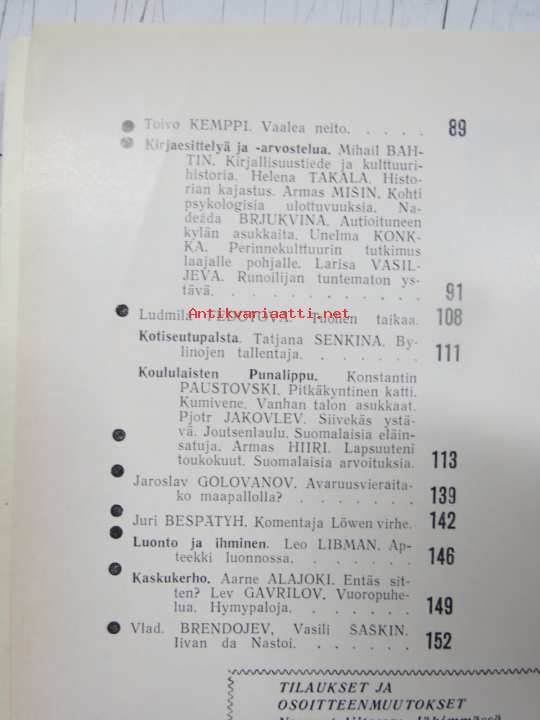 Toivo KEMPPI. Vaalea neito. . . . . . 89
Kirjaesittelyä ja -arvostelua. Mihail BAH-
TIN. Kirjallisuustiede ja kulttuuri-
historia. Helena TAKALA. Histo-
rian kajastus. Armas MIŠIN. Kohti
psykologisia ulottuvuuksia. Na-
dežda BRJUKVINA. Autioituneen
kylän asukkaita. Unelma KONK-
KA. Perinnekulttuurin tutkimus
laajalle pohjalle. Larisa VASIL-
JEVA. Runoilijan tuntematon ys-
tävä. . . . . . . . . . 91
Ludmila FEDOTOVA. Tuonen taikaa. 108
Antikvariaatti.net
Kotiseutupalsta. Tatjana SENKINA. By-
linojen tallentaja. . . . . . . 111
Koululaisten Punalippu. Konstantin
PAUSTOVSKI. Pitkäkyntinen katti.
Kumivene. Vanhan talon asukkaat.
Pjotr JAKOVLEV. Siivekäs ystä-
vä. Joutsenlaulu. Suomalaisia eläin-
satuja. Armas HIIRI. Lapsuuteni
toukokuut. Suomalaisia arvoituksia. 113
Jaroslav GOLOVANOV. Avaruusvieraita-
ko maapallolla? . . . . . . . 139
Juri BESPATYH. Komentaja Löwen virhe. 142
Luonto ja ihminen. Leo LIBMAN. Ap-
teekki luonnossa. . . . . . . 146
Kaskukerho. Aarne ALAJOKI. Entäs sit-
ten? Lev GAVRILOV. Vuoropuhe-
lua. Hymypaloja. . . . . . . 149
Vlad. BRENDOJEV, Vasili SASKIN.
Iivan da Nastoi. . . . . . . 152
TILAUKSET JA
OSOITTEENMUUTOKSET